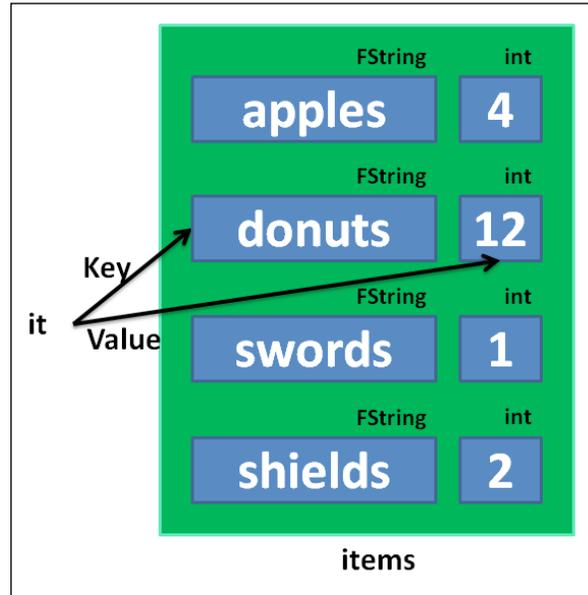 FString int
apples 4
FString int
donuts 12
Key
FString int
it Value
swords 1
FString int
shields 2
items